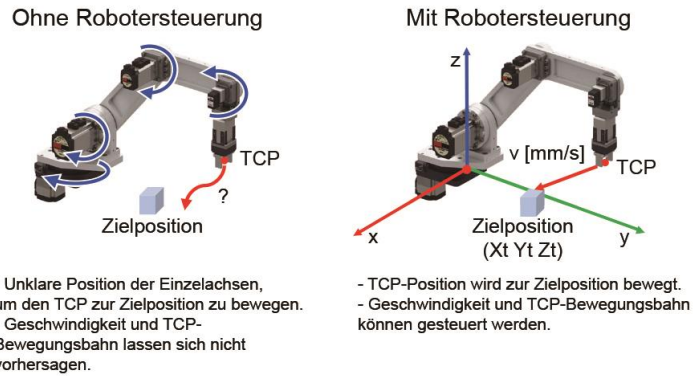 Ohne Robotersteuerung
TCP
?
Zielposition
Unklare Position der Einzelachsen,
um den TCP zur Zielposition zu bewegen.
Geschwindigkeit und TCP-
Bewegungsbahn lassen sich nicht
vorhersagen.
Mit Robotersteuerung
z
v [mm/s]
TCP
Zielposition
(Xt Yt Zt)
x
y
- TCP-Position wird zur Zielposition bewegt.
- Geschwindigkeit und TCP-Bewegungsbahn
können gesteuert werden.